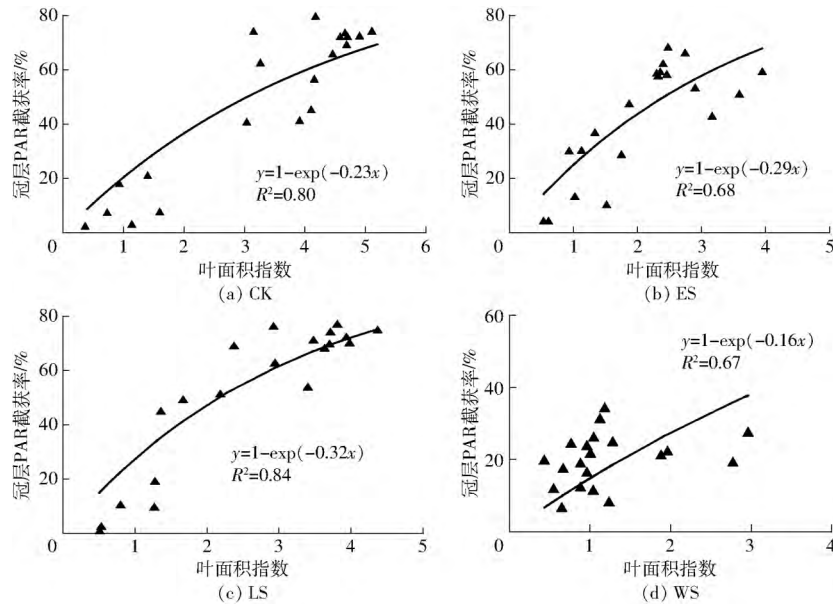 冠层PAR截获率/%
80
60
40
20
0
1
2
3
4
5
6
y=1-exp(-0.23x)
R²=0.80
叶面积指数
(a) CK
冠层PAR截获率/%
80
60
40
20
0
1
2
3
4
5
y=1-exp(-0.29x)
R²=0.68
叶面积指数
(b) ES
冠层PAR截获率/%
80
60
40
20
0
1
2
3
4
5
y=1-exp(-0.32x)
R²=0.84
叶面积指数
(c) LS
冠层PAR截获率/%
60
40
20
0
1
2
3
4
y=1-exp(-0.16x)
R²=0.67
叶面积指数
(d) WS